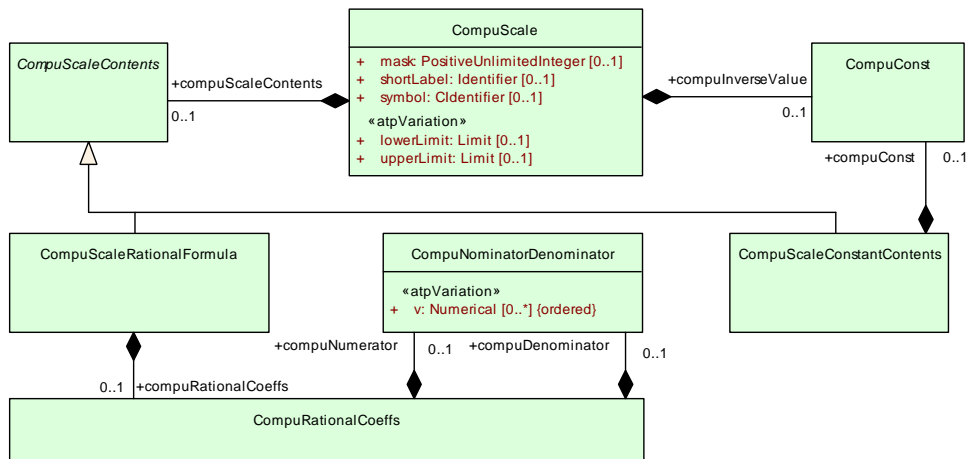 CompuScale
CompuScaleContents
+ mask: PositiveUnlimitedInteger [0..1]
+ shortLabel: Identifier [0..1]
+ symbol: CIdentifier [0..1]
«atpVariation»
+ lowerLimit: Limit [0..1]
+ upperLimit: Limit [0..1]
CompuConst
+compuScaleContents
0..1
+compuInverseValue
0..1
+compuConst
0..1
CompuScaleRationalFormula
CompuNominatorDenominator
«atpVariation»
+ v: Numerical [0..*] {ordered}
CompuScaleConstantContents
+compuNumerator
0..1
+compuDenominator
0..1
0..1
+compuRationalCoeffs
CompuRationalCoeffs